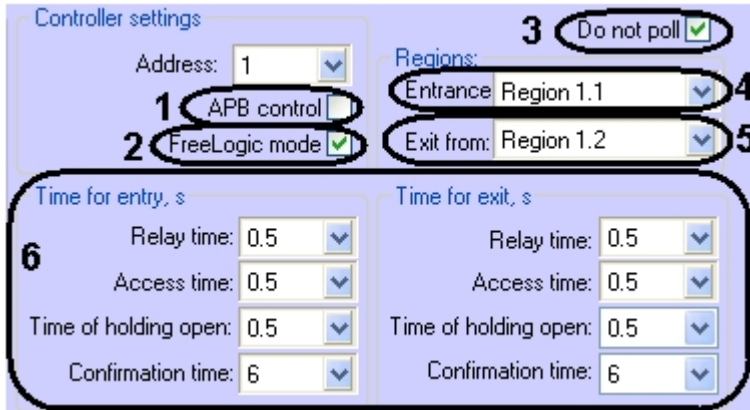 Controller settings
3 Do not poll
Address: 1
Regions:
1 APB control
Entrance Region 1.1 4
2 FreeLogic mode
Exit from: Region 1.2 5
6
Time for entry, s
Relay time: 0.5
Access time: 0.5
Time of holding open: 0.5
Confirmation time: 6
Time for exit, s
Relay time: 0.5
Access time: 0.5
Time of holding open: 0.5
Confirmation time: 6